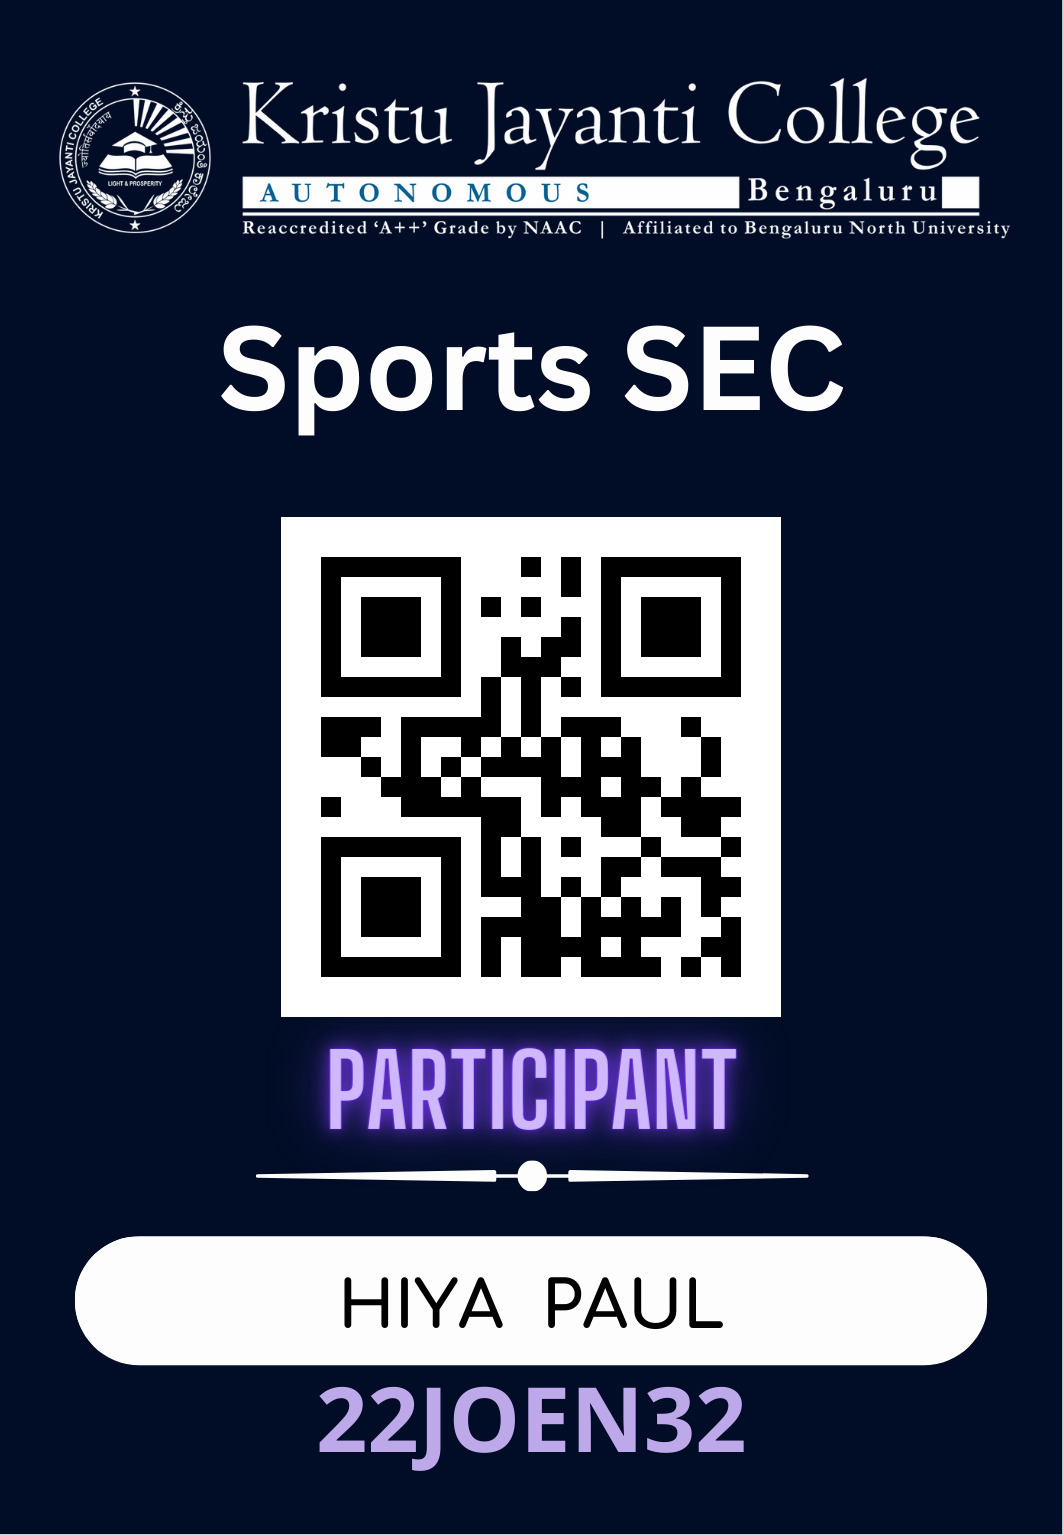 KRISTU JAYANTI COLLEGE
LIGHT & PROSPERITY
Kristu Jayanti College
AUTONOMOUS Bengaluru
Reaccredited ‘A++’ Grade by NAAC | Affiliated to Bengaluru North University
Sports SEC
PARTICIPANT
HIYA PAUL
22JOEN32